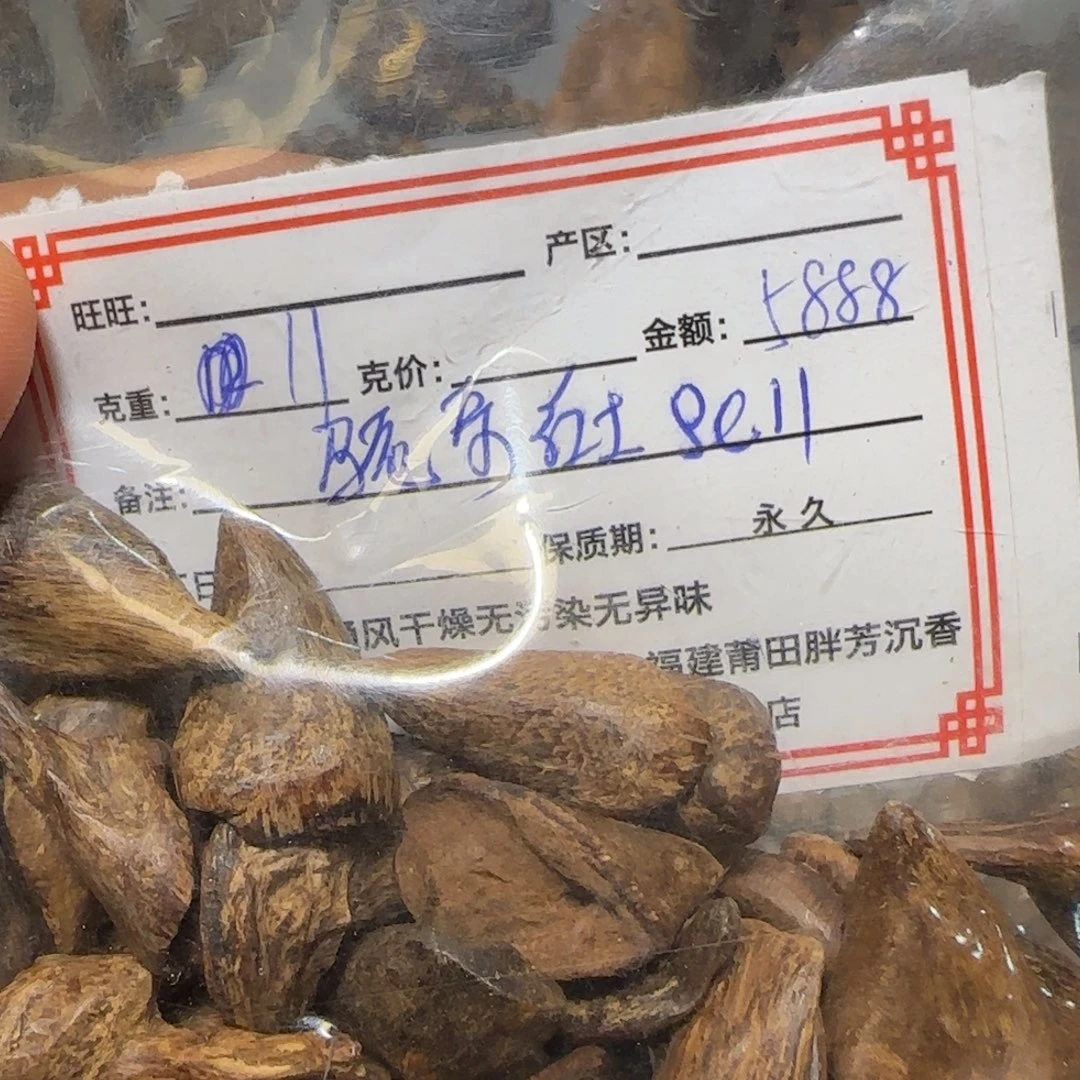 旺旺： 产区：
克重： 11 克价： 金额： 5888
备注： 红土
保质期： 永久
风干燥无污染无异味
福建莆田胖芳沉香
店